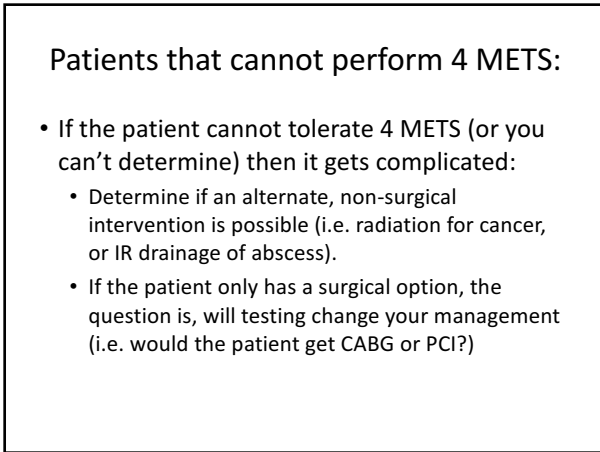 Patients that cannot perform 4 METS:
• If the patient cannot tolerate 4 METS (or you
can’t determine) then it gets complicated:
• Determine if an alternate, non-surgical
intervention is possible (i.e. radiation for cancer,
or IR drainage of abscess).
• If the patient only has a surgical option, the
question is, will testing change your management
(i.e. would the patient get CABG or PCI?)